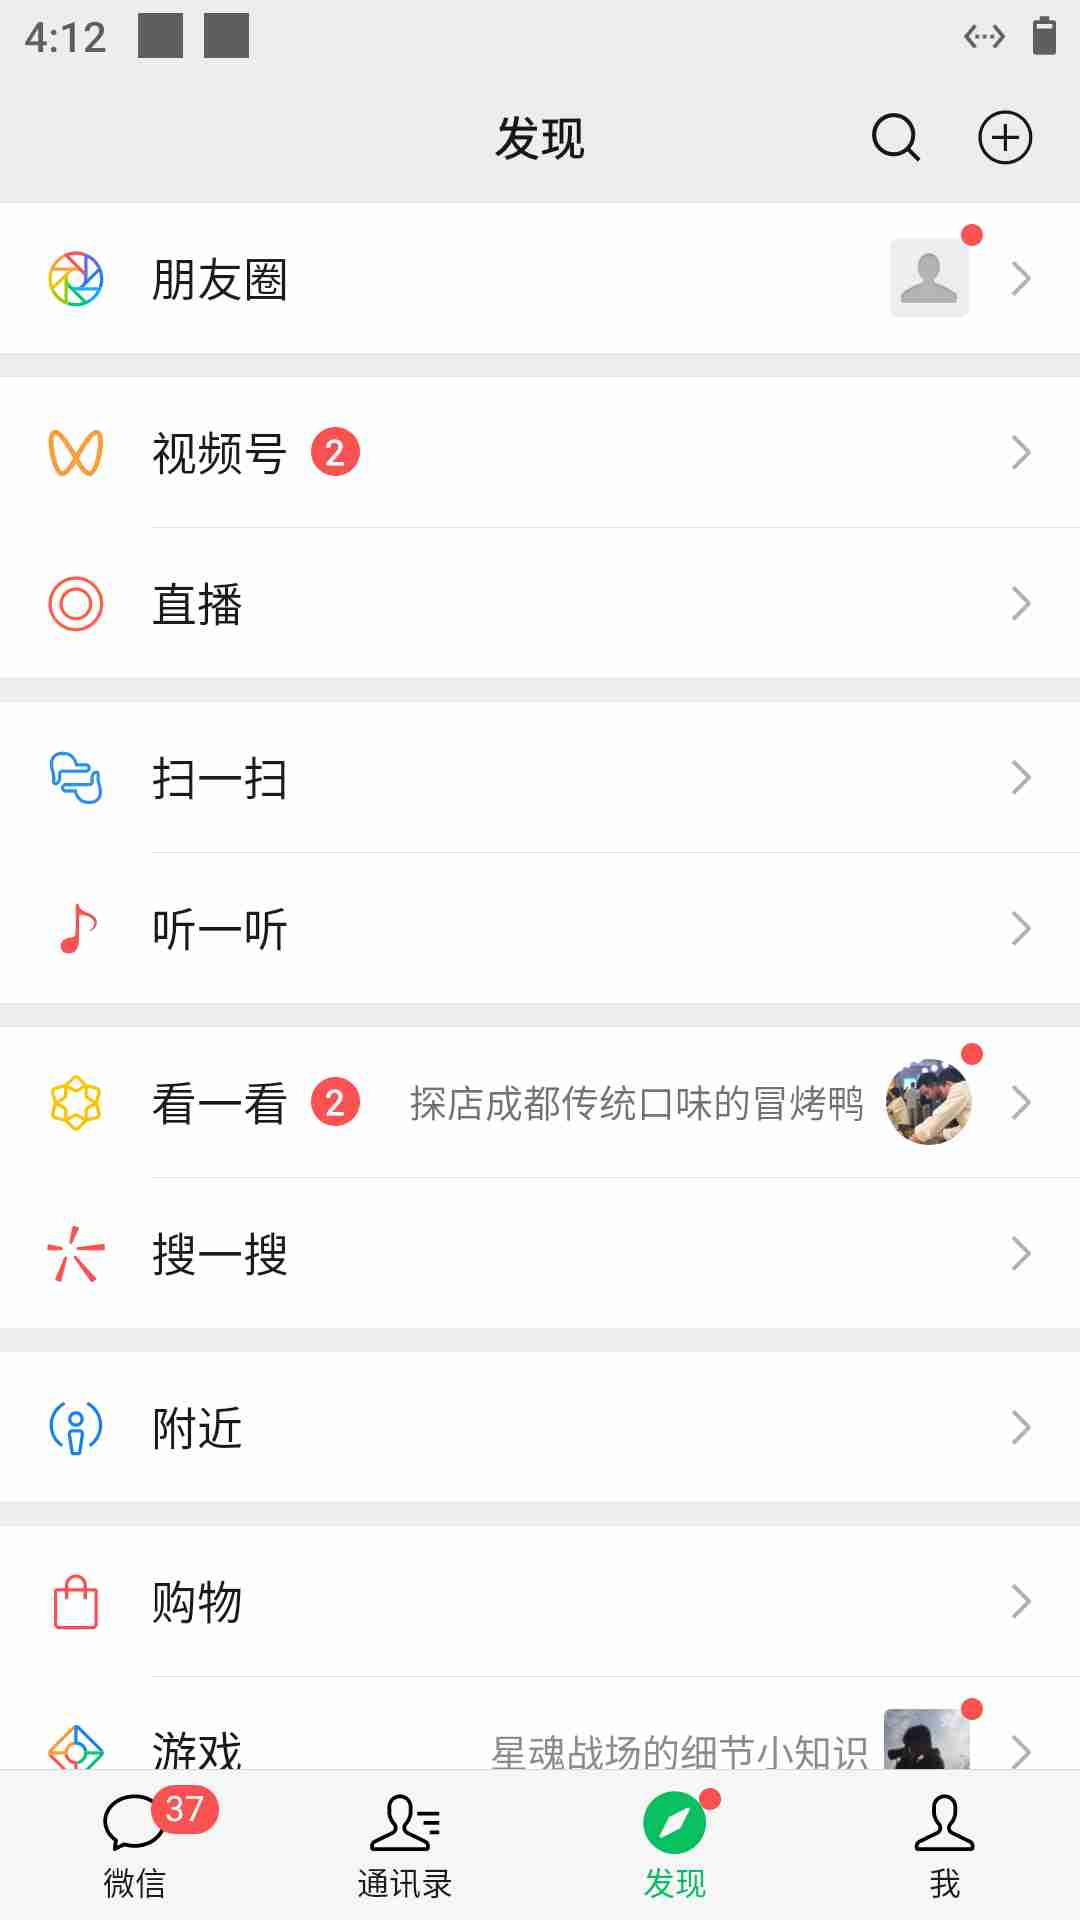 4:12
发现
朋友圈
视频号 2
直播
扫一扫
听一听
看一看 2 探店成都传统口味的冒烤鸭
搜一搜
附近
购物
游戏 星魂战场的细节小知识
37
微信 通讯录 发现 我